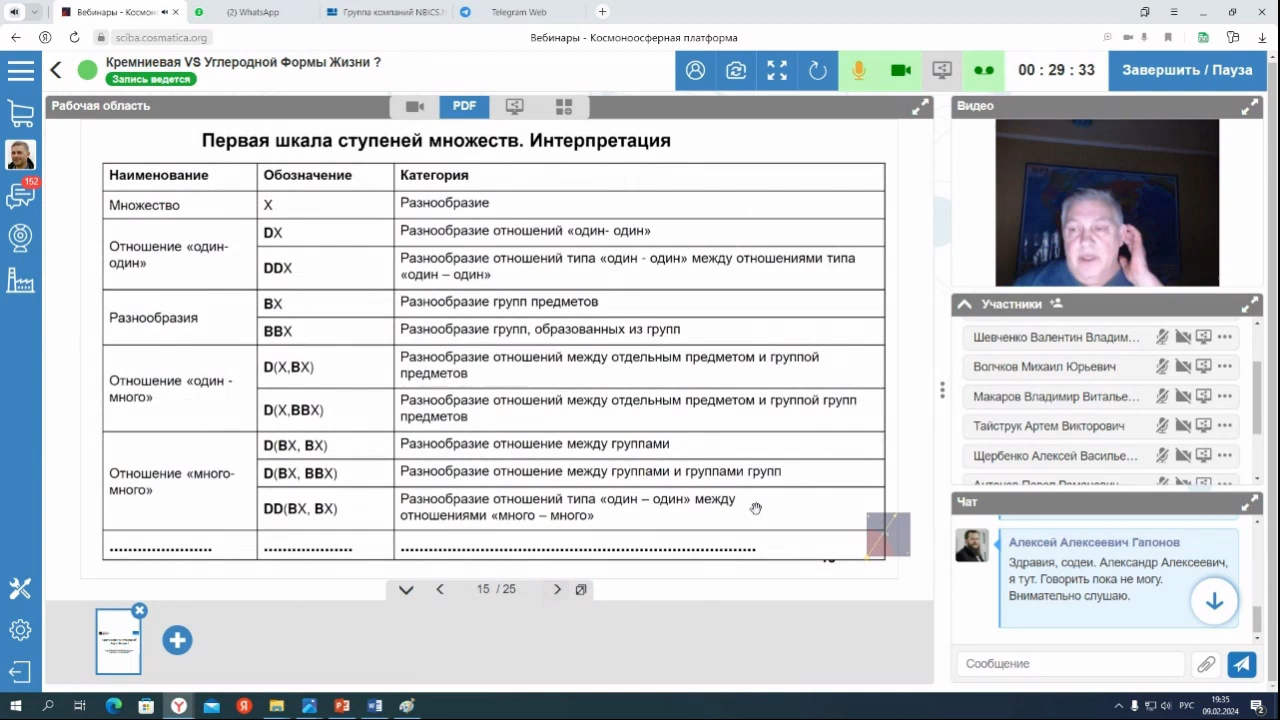 Вебинары - Космоно
(2) WhatsApp
Группа компаний NBICS.N
Telegram Web
sciba.cosmatica.org
Вебинары - Космоноосферная платформа
Кремниевая VS Углеродной Формы Жизни ?
Запись ведется
00 : 29 : 33
Завершить / Пауза
Рабочая область
PDF
Видео
152
Первая шкала ступеней множеств. Интерпретация
Наименование Обозначение Категория
Множество X Разнообразие
Отношение «один-
один»
DX Разнообразие отношений «один- один»
DDX Разнообразие отношений типа «один - один» между отношениями типа
«один – один»
Разнообразия
BX Разнообразие групп предметов
BBX Разнообразие групп, образованных из групп
Отношение «один -
много»
D(X,BX) Разнообразие отношений между отдельным предметом и группой
предметов
D(X,BBX) Разнообразие отношений между отдельным предметом и группой групп
предметов
Отношение «много-
много»
D(BX, BX) Разнообразие отношение между группами
D(BX, BBX) Разнообразие отношение между группами и группами групп
DD(BX, BX) Разнообразие отношений типа «один – один» между
отношениями «много – много»
15 / 25
Участники
Шевченко Валентин Владим...
Волчков Михаил Юрьевич
Макаров Владимир Виталье...
Тайструк Артем Викторович
Щербенко Алексей Василье...
Чат
Алексей Алексеевич Гапонов
Здравия, содеи. Александр Алексеевич,
я тут. Говорить пока не могу.
Внимательно слушаю.
Сообщение
РУС
19:35
09.02.2024
2